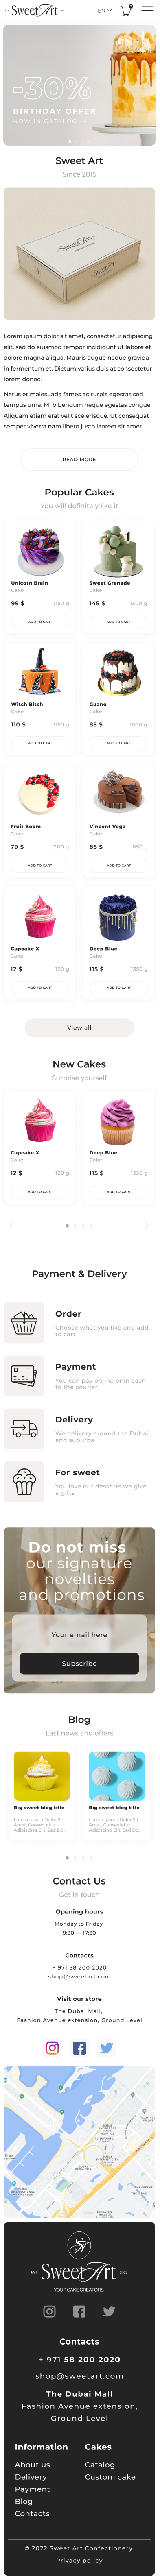 SweetArt
EN
-30%
BIRTHDAY OFFER
NOW IN CATALOG
Sweet Art
Since 2015
Lorem ipsum dolor sit amet, consectetur adipiscing
elit, sed do eiusmod tempor incididunt ut labore et
dolore magna aliqua. Mauris augue neque gravida
in fermentum et. Dictum varius duis at consectetur
lorem donec.
Netus et malesuada fames ac turpis egestas sed
tempus urna. Mi bibendum neque egestas congue.
Aliquam etiam erat velit scelerisque. Ut consequat
semper viverra nam libero justo laoreet sit amet.
READ MORE
Popular Cakes
You will definitely like it
Unicorn Brain
Cake
99 $ 1150 g
ADD TO CART
Sweet Grenade
Cake
145 $ 1300 g
ADD TO CART
Witch Bitch
Cake
110 $ 1150 g
ADD TO CART
Guano
Cake
85 $ 1000 g
ADD TO CART
Fruit Boom
Cake
79 $ 1200 g
ADD TO CART
Vincent Vega
Cake
85 $ 850 g
ADD TO CART
Cupcake X
Cake
12 $ 120 g
ADD TO CART
Deep Blue
Cake
115 $ 1350 g
ADD TO CART
View all
New Cakes
Surprise yourself
Cupcake X
Cake
12 $ 120 g
ADD TO CART
Deep Blue
Cake
115 $ 1350 g
ADD TO CART
Payment & Delivery
Order
Choose what you like and add
to cart
Payment
You can pay online or in cash
to the courier
Delivery
We delivery around the Dubai
and suburbs
For sweet
You love our desserts we give
a gifts
Do not miss
our signature
novelties
and promotions
Your email here
Subscribe
Blog
Last news and offers
Big sweet blog title
Lorem Ipsum Dolor Sit
Amet, Consectetur
Adipiscing Elit, Sed Do...
Big sweet blog title
Lorem Ipsum Dolor Sit
Amet, Consectetur
Adipiscing Elit, Sed Do...
Contact Us
Get in touch
Opening hours
Monday to Friday
9:30 — 17:30
Contacts
+ 971 58 200 2020
shop@sweetart.com
Visit our store
The Dubai Mall,
Fashion Avenue extension, Ground Level
SweetArt
YOUR CAKE CREATORS
Contacts
+ 971 58 200 2020
shop@sweetart.com
The Dubai Mall
Fashion Avenue extension,
Ground Level
Information
About us
Delivery
Payment
Blog
Contacts
Cakes
Catalog
Custom cake
© 2022 Sweet Art Confectionery.
Privacy policy